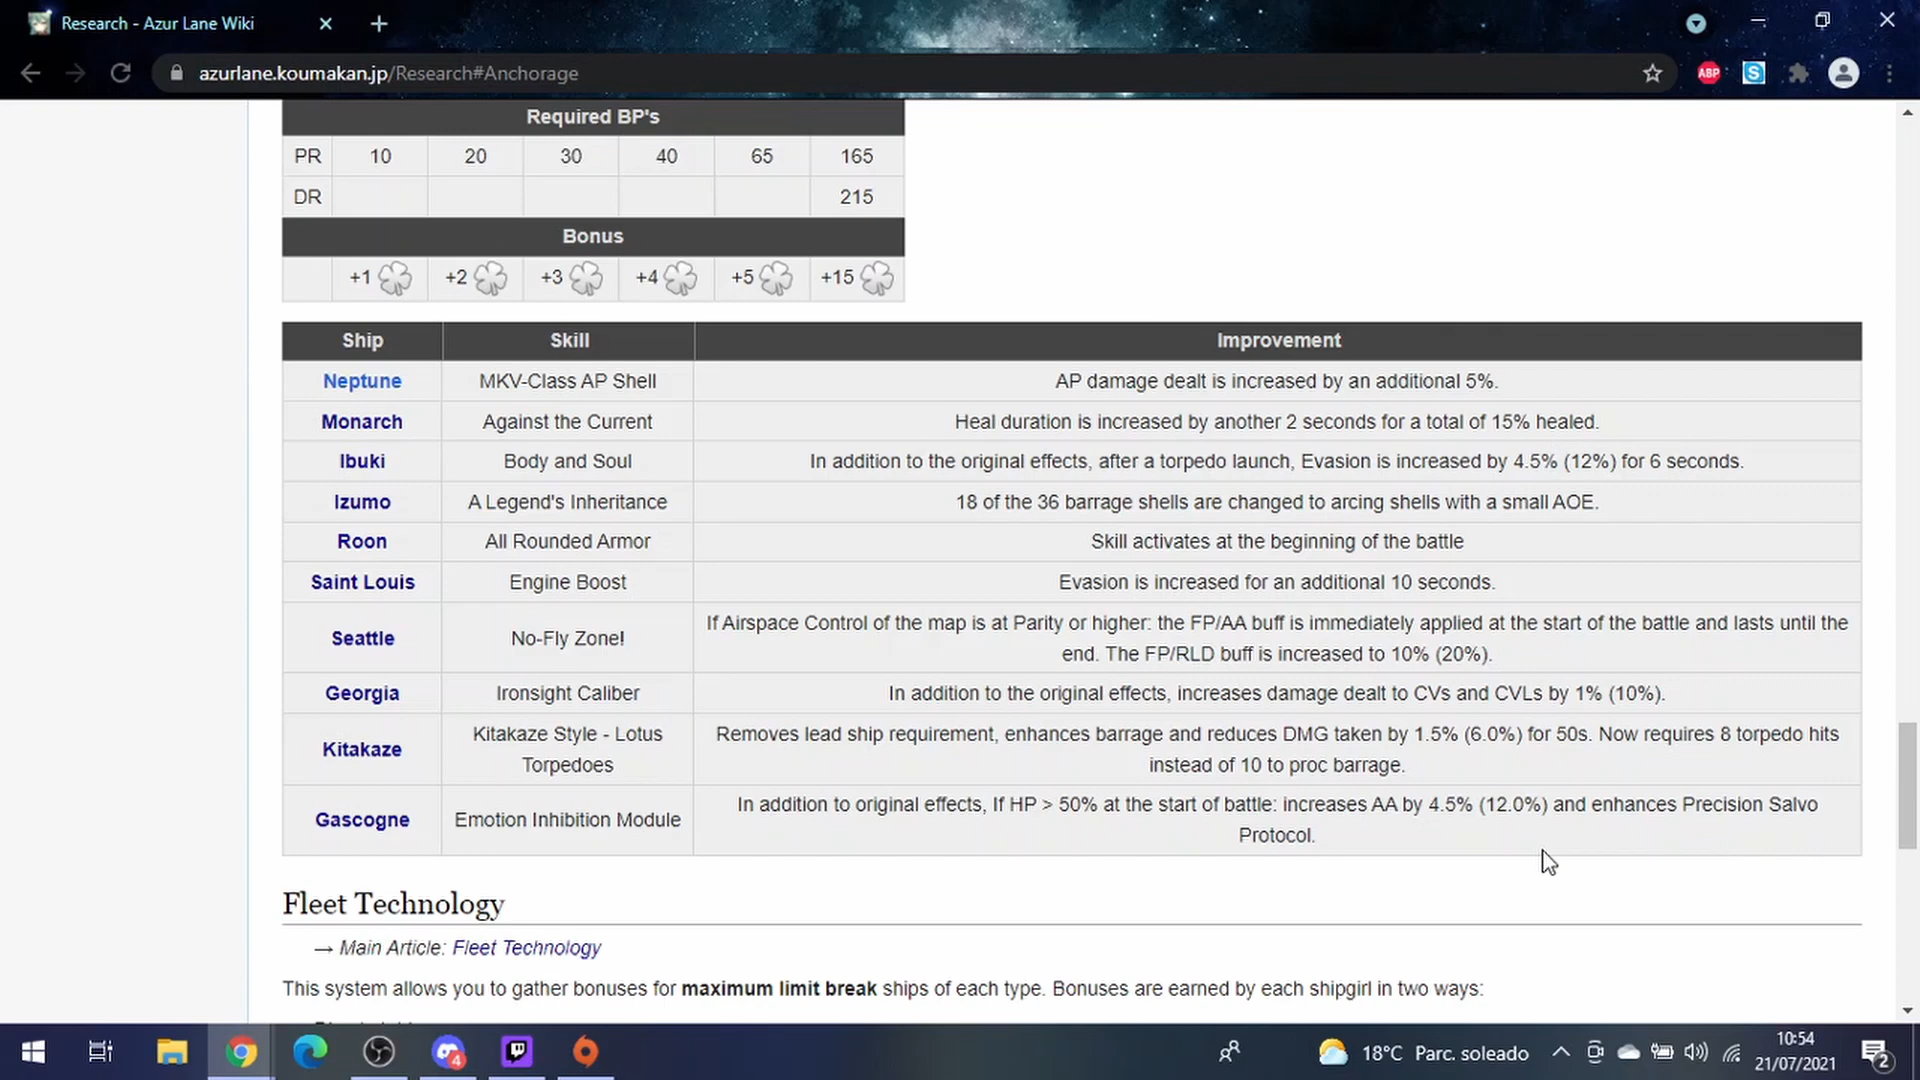 Research - Azur Lane Wiki
azurlane.koumakan.jp/Research#Anchorage
ABP
S
Required BP's
PR 10 20 30 40 65 165
DR 215
Bonus
+1 +2 +3 +4 +5 +15
Ship Skill Improvement
Neptune MKV-Class AP Shell AP damage dealt is increased by an additional 5%.
Monarch Against the Current Heal duration is increased by another 2 seconds for a total of 15% healed.
Ibuki Body and Soul In addition to the original effects, after a torpedo launch, Evasion is increased by 4.5% (12%) for 6 seconds.
Izumo A Legend's Inheritance 18 of the 36 barrage shells are changed to arcing shells with a small AOE.
Roon All Rounded Armor Skill activates at the beginning of the battle
Saint Louis Engine Boost Evasion is increased for an additional 10 seconds.
Seattle No-Fly Zone! If Airspace Control of the map is at Parity or higher: the FP/AA buff is immediately applied at the start of the battle and lasts until the
end. The FP/RLD buff is increased to 10% (20%).
Georgia Ironsight Caliber In addition to the original effects, increases damage dealt to CVs and CVLs by 1% (10%).
Kitakaze Kitakaze Style - Lotus Removes lead ship requirement, enhances barrage and reduces DMG taken by 1.5% (6.0%) for 50s. Now requires 8 torpedo hits
Torpedoes instead of 10 to proc barrage.
Gascogne Emotion Inhibition Module In addition to original effects, If HP > 50% at the start of battle: increases AA by 4.5% (12.0%) and enhances Precision Salvo
Protocol.
Fleet Technology
→ Main Article: Fleet Technology
This system allows you to gather bonuses for maximum limit break ships of each type. Bonuses are earned by each shipgirl in two ways:
4
18°C Parc. soleado
10:54
21/07/2021
2